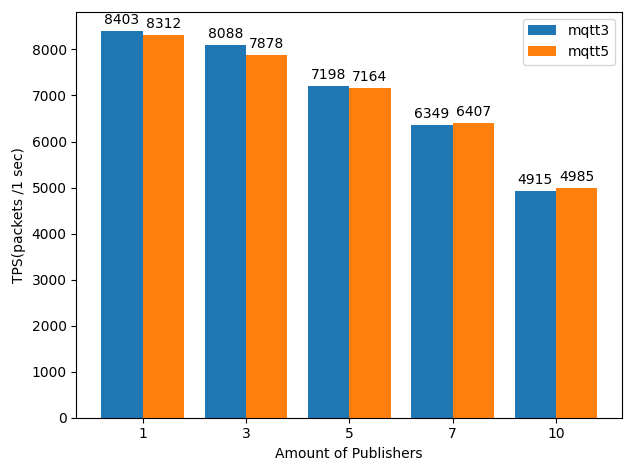 8403 8312
8088 7878
7198 7164
6349 6407
4915 4985
mqtt3
mqtt5
8000
7000
6000
5000
4000
3000
2000
1000
0
TPS(packets /1 sec)
1 3 5 7 10
Amount of Publishers